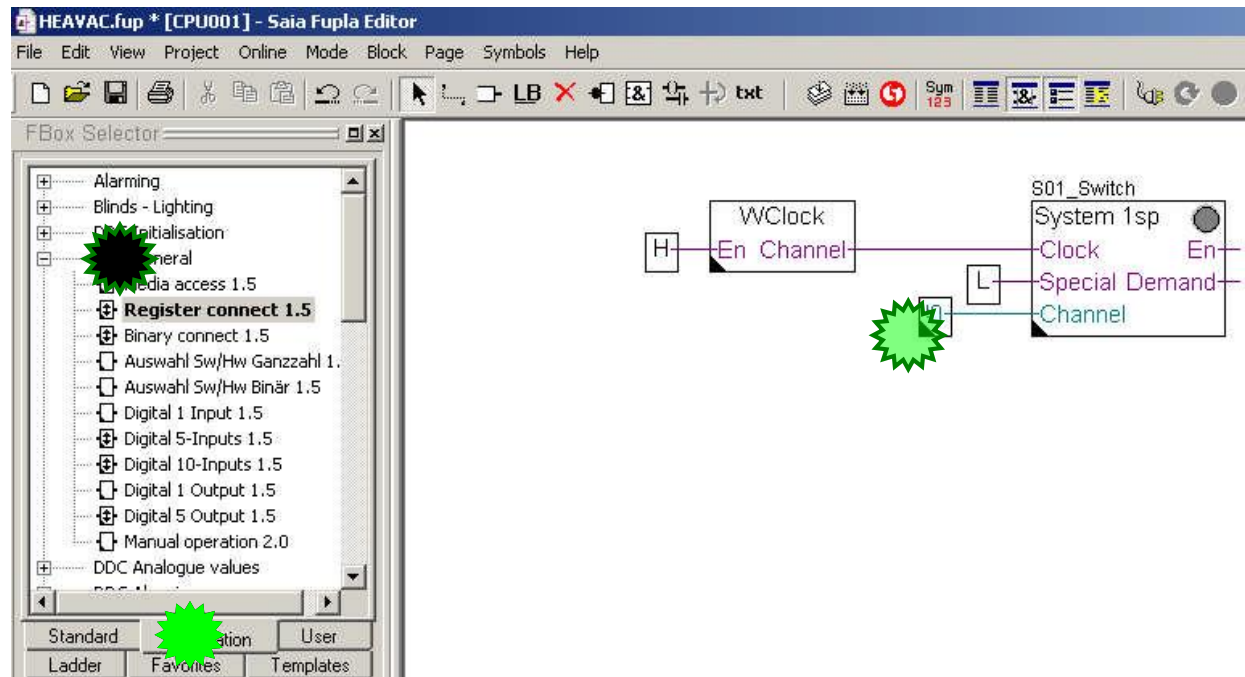 HEAVAC.fup * [CPU001] - Saia Fupla Editor
File Edit View Project Online Mode Block Page Symbols Help
LB & txt Sym 123 &
FBox Selector
Alarming
Blinds - Lighting
General
access 1.5
Register connect 1.5
Binary connect 1.5
Auswahl Sw/Hw Ganzzahl 1.
Auswahl Sw/Hw Binär 1.5
Digital 1 Input 1.5
Digital 5-Inputs 1.5
Digital 10-Inputs 1.5
Digital 1 Output 1.5
Digital 5 Output 1.5
Manual operation 2.0
DDC Analogue values
Standard User
Ladder Favorites Templates
S01_Switch
WClock
System 1sp
H
En Channel
Clock En
L
Special Demand
Channel